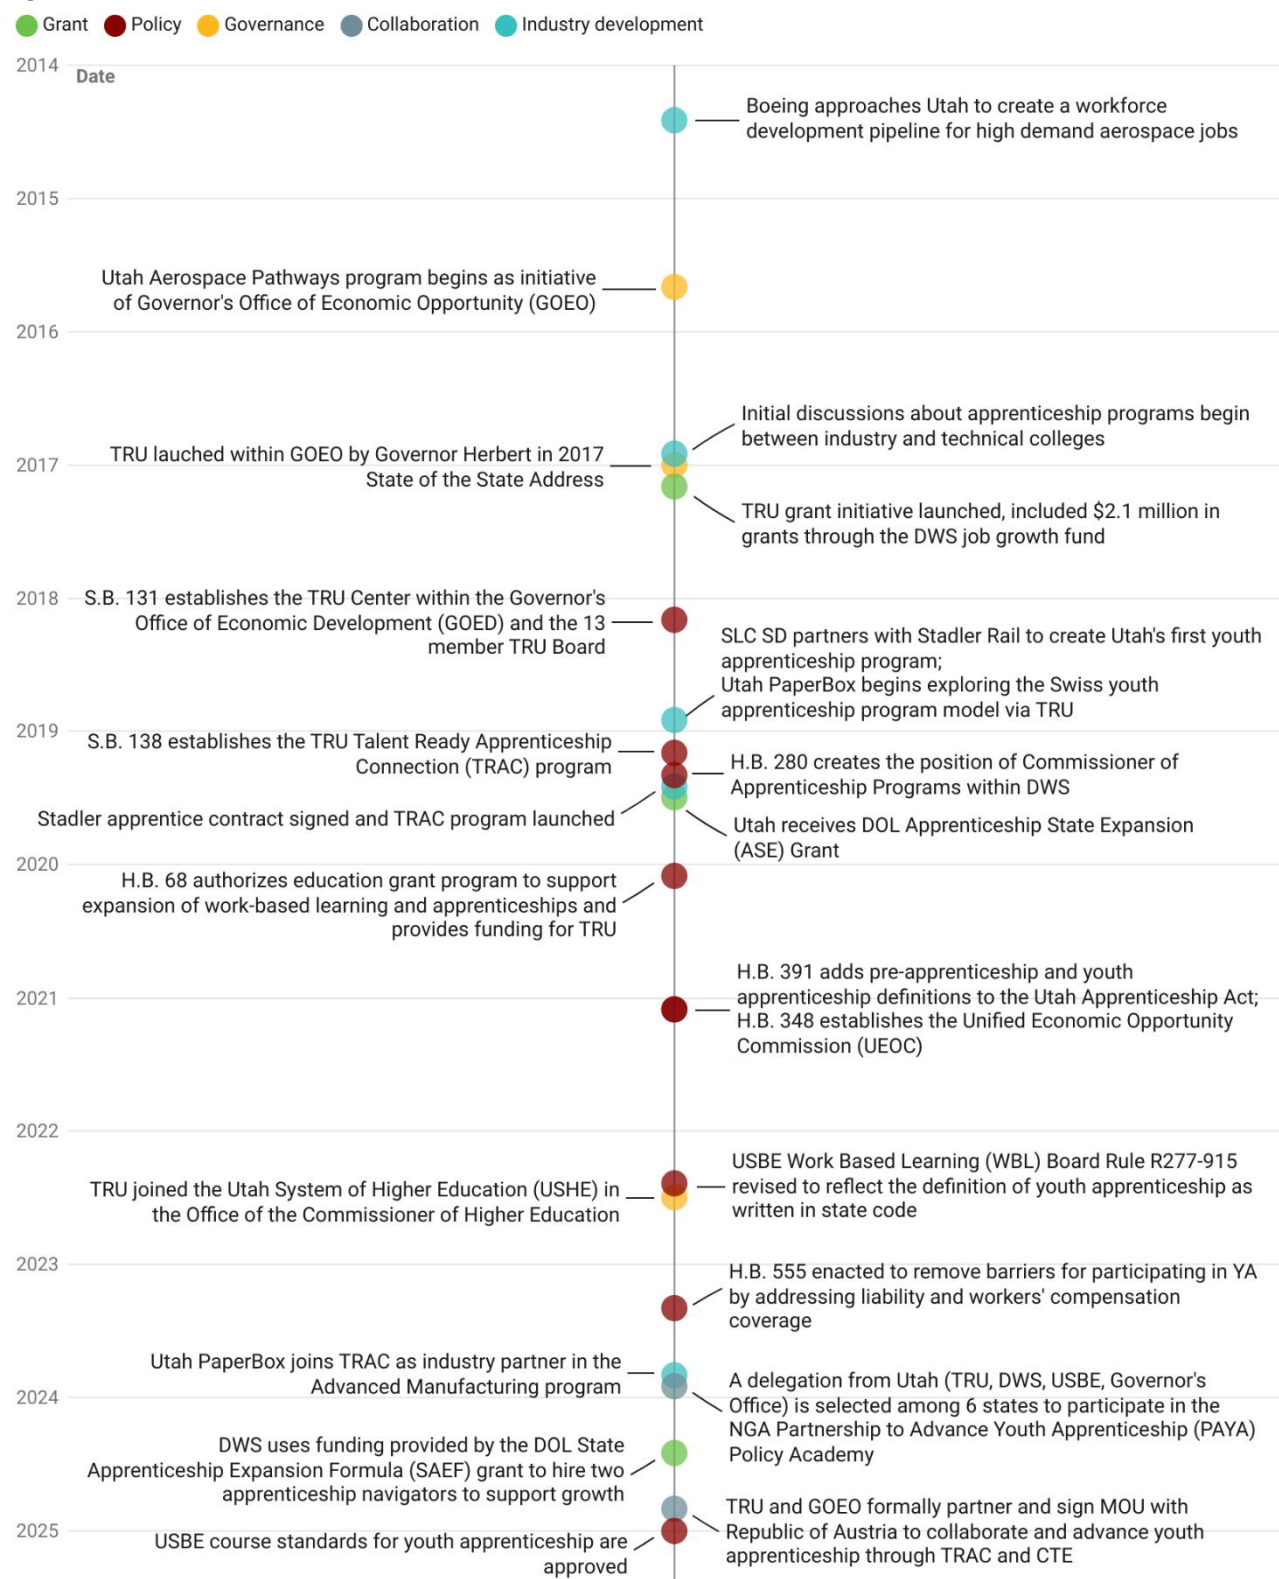 Grant Policy Governance Collaboration Industry development
2014
Date
Boeing approaches Utah to create a workforce
development pipeline for high demand aerospace jobs
2015
Utah Aerospace Pathways program begins as initiative
of Governor's Office of Economic Opportunity (GOEO)
2016
Initial discussions about apprenticeship programs begin
between industry and technical colleges
TRU lauched within GOEO by Governor Herbert in 2017
State of the State Address
2017
TRU grant initiative launched, included $2.1 million in
grants through the DWS job growth fund
2018
S.B. 131 establishes the TRU Center within the Governor's
Office of Economic Development (GOED) and the 13
member TRU Board
SLC SD partners with Stadler Rail to create Utah's first youth
apprenticeship program;
Utah PaperBox begins exploring the Swiss youth
apprenticeship program model via TRU
2019
S.B. 138 establishes the TRU Talent Ready Apprenticeship
Connection (TRAC) program
H.B. 280 creates the position of Commissioner of
Apprenticeship Programs within DWS
Stadler apprentice contract signed and TRAC program launched
Utah receives DOL Apprenticeship State Expansion
(ASE) Grant
2020
H.B. 68 authorizes education grant program to support
expansion of work-based learning and apprenticeships and
provides funding for TRU
H.B. 391 adds pre-apprenticeship and youth
apprenticeship definitions to the Utah Apprenticeship Act;
H.B. 348 establishes the Unified Economic Opportunity
Commission (UEOC)
2021
2022
USBE Work Based Learning (WBL) Board Rule R277-915
revised to reflect the definition of youth apprenticeship as
written in state code
TRU joined the Utah System of Higher Education (USHE) in
the Office of the Commissioner of Higher Education
2023
H.B. 555 enacted to remove barriers for participating in YA
by addressing liability and workers' compensation
coverage
Utah PaperBox joins TRAC as industry partner in the
Advanced Manufacturing program
2024
A delegation from Utah (TRU, DWS, USBE, Governor's
Office) is selected among 6 states to participate in the
NGA Partnership to Advance Youth Apprenticeship (PAYA)
Policy Academy
DWS uses funding provided by the DOL State
Apprenticeship Expansion Formula (SAEF) grant to hire two
apprenticeship navigators to support growth
TRU and GOEO formally partner and sign MOU with
Republic of Austria to collaborate and advance youth
apprenticeship through TRAC and CTE
2025
USBE course standards for youth apprenticeship are
approved